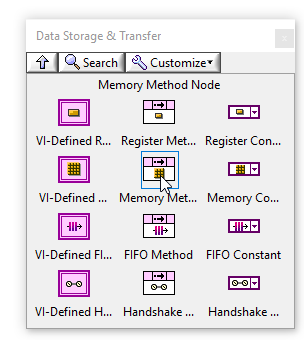 Data Storage & Transfer
Search Customize
Memory Method Node
VI-Defined R... Register Met... Register Con...
VI-Defined ... Memory Met... Memory Co...
VI-Defined FI... FIFO Method FIFO Constant
VI-Defined H... Handshake ... Handshake ...